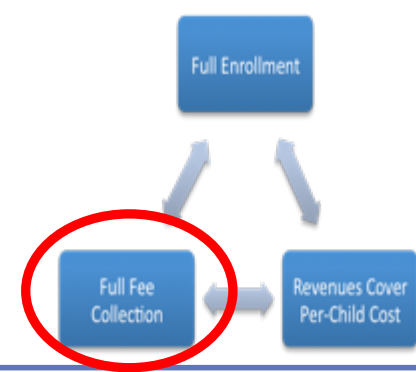 Full Enrollment
Full Fee
Collection
Revenues Cover
Per-Child Cost